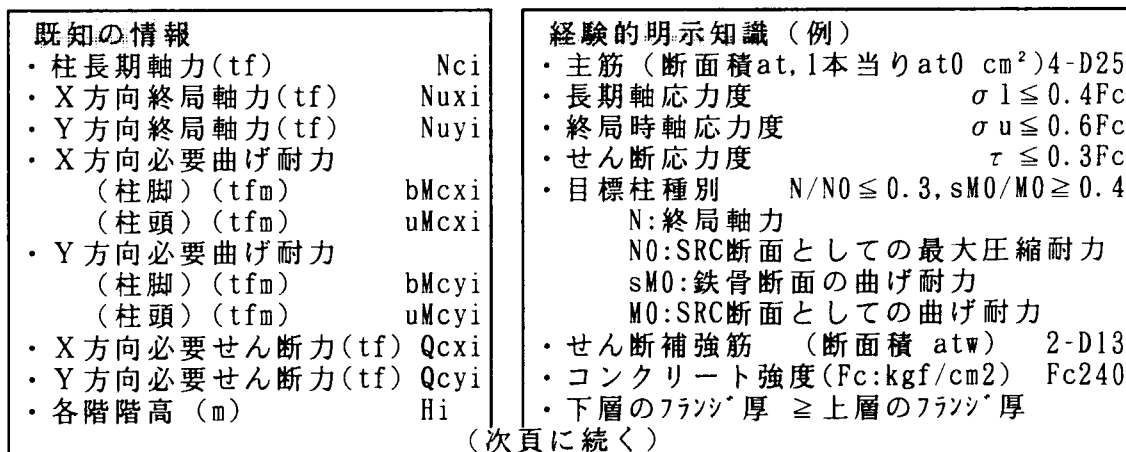 既知の情報
・柱長期軸力(tf) Nci
・X方向終局軸力(tf) Nuxi
・Y方向終局軸力(tf) Nuyi
・X方向必要曲げ耐力
(柱脚)(tfm) bMcxi
(柱頭)(tfm) uMcxi
・Y方向必要曲げ耐力
(柱脚)(tfm) bMcyi
(柱頭)(tfm) uMcyi
・X方向必要せん断力(tf) Qcxi
・Y方向必要せん断力(tf) Qcyi
・各階階高(m) Hi
経験的明示知識(例)
・主筋(断面積at,1本当りat0 cm²)4-D25
・長期軸応力度 σl≦0.4Fc
・終局時軸応力度 σu≦0.6Fc
・せん断応力度 τ≦0.3Fc
・目標柱種別 N/N0≦0.3,sM0/M0≧0.4
N:終局軸力
N0:SRC断面としての最大圧縮耐力
sM0:鉄骨断面の曲げ耐力
M0:SRC断面としての曲げ耐力
・せん断補強筋 (断面積 atw) 2-D13
・コンクリート強度(Fc:kgf/cm2) Fc240
・下層のフランジ厚 ≧上層のフランジ厚
(次頁に続く)